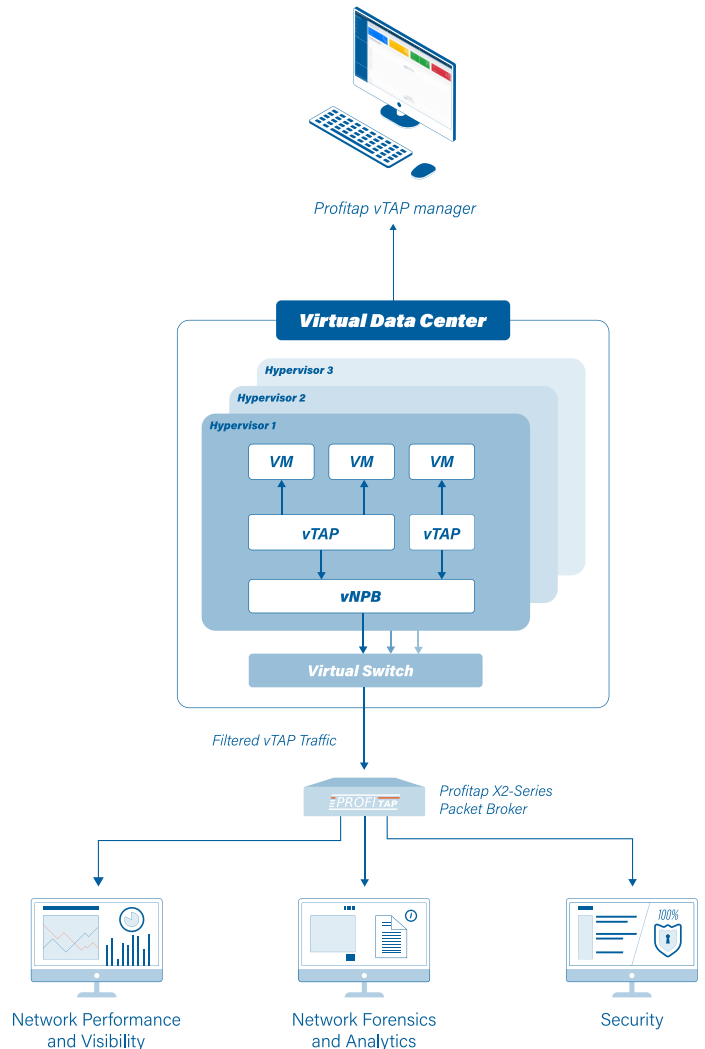 Profitap vTAP manager
Virtual Data Center
Hypervisor 3
Hypervisor 2
Hypervisor 1
VM VM VM
vTAP vTAP
vNPB
Virtual Switch
Filtered vTAP Traffic
PROFITAP
Profitap X2-Series
Packet Broker
i
100%
Network Performance
and Visibility
Network Forensics
and Analytics
Security